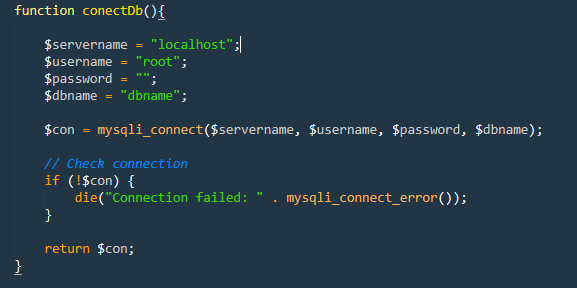 function conectDb(){
$servername = "localhost";
$username = "root";
$password = "";
$dbname = "dbname";
$con = mysqli_connect($servername, $username, $password, $dbname);
// Check connection
if (!$con) {
die("Connection failed: " . mysqli_connect_error());
}
return $con;
}